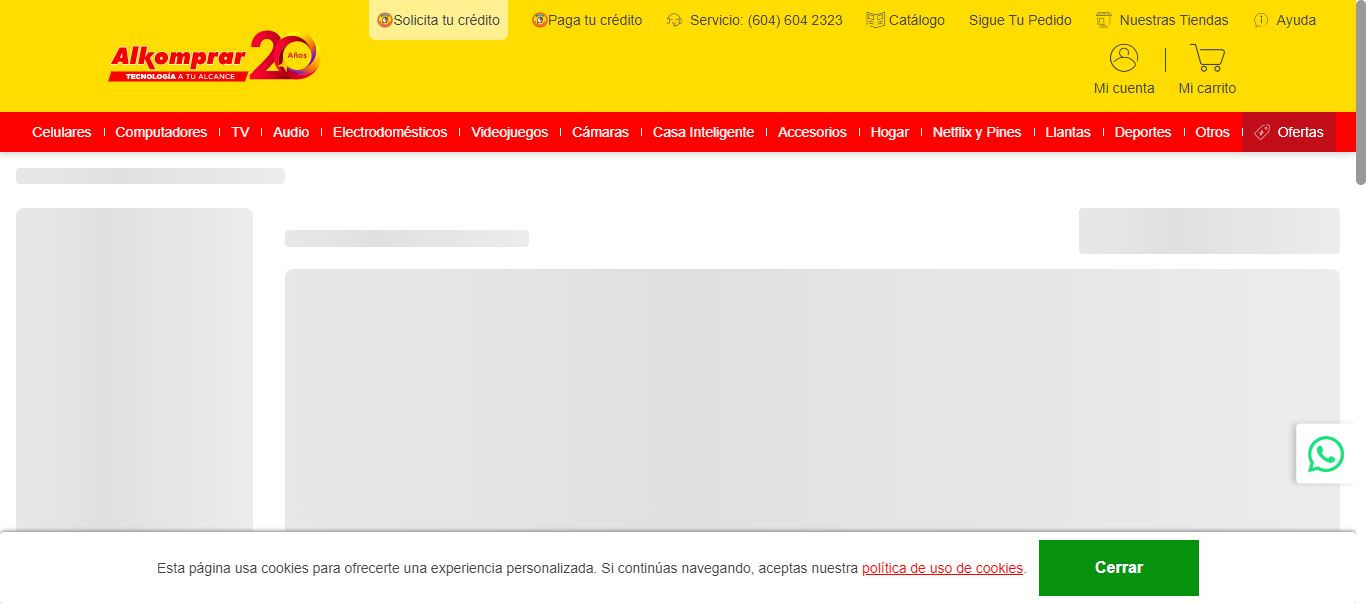 Solicita tu crédito
Paga tu crédito
Servicio: (604) 604 2323
Catálogo
Sigue Tu Pedido
Nuestras Tiendas
Ayuda
Alkomprar 20 Años
TECNOLOGÍA A TU ALCANCE
Mi cuenta
Mi carrito
Celulares
Computadores
TV
Audio
Electrodomésticos
Videojuegos
Cámaras
Casa Inteligente
Accesorios
Hogar
Netflix y Pines
Llantas
Deportes
Otros
Ofertas
Esta página usa cookies para ofrecerte una experiencia personalizada. Si continúas navegando, aceptas nuestra política de uso de cookies.
Cerrar